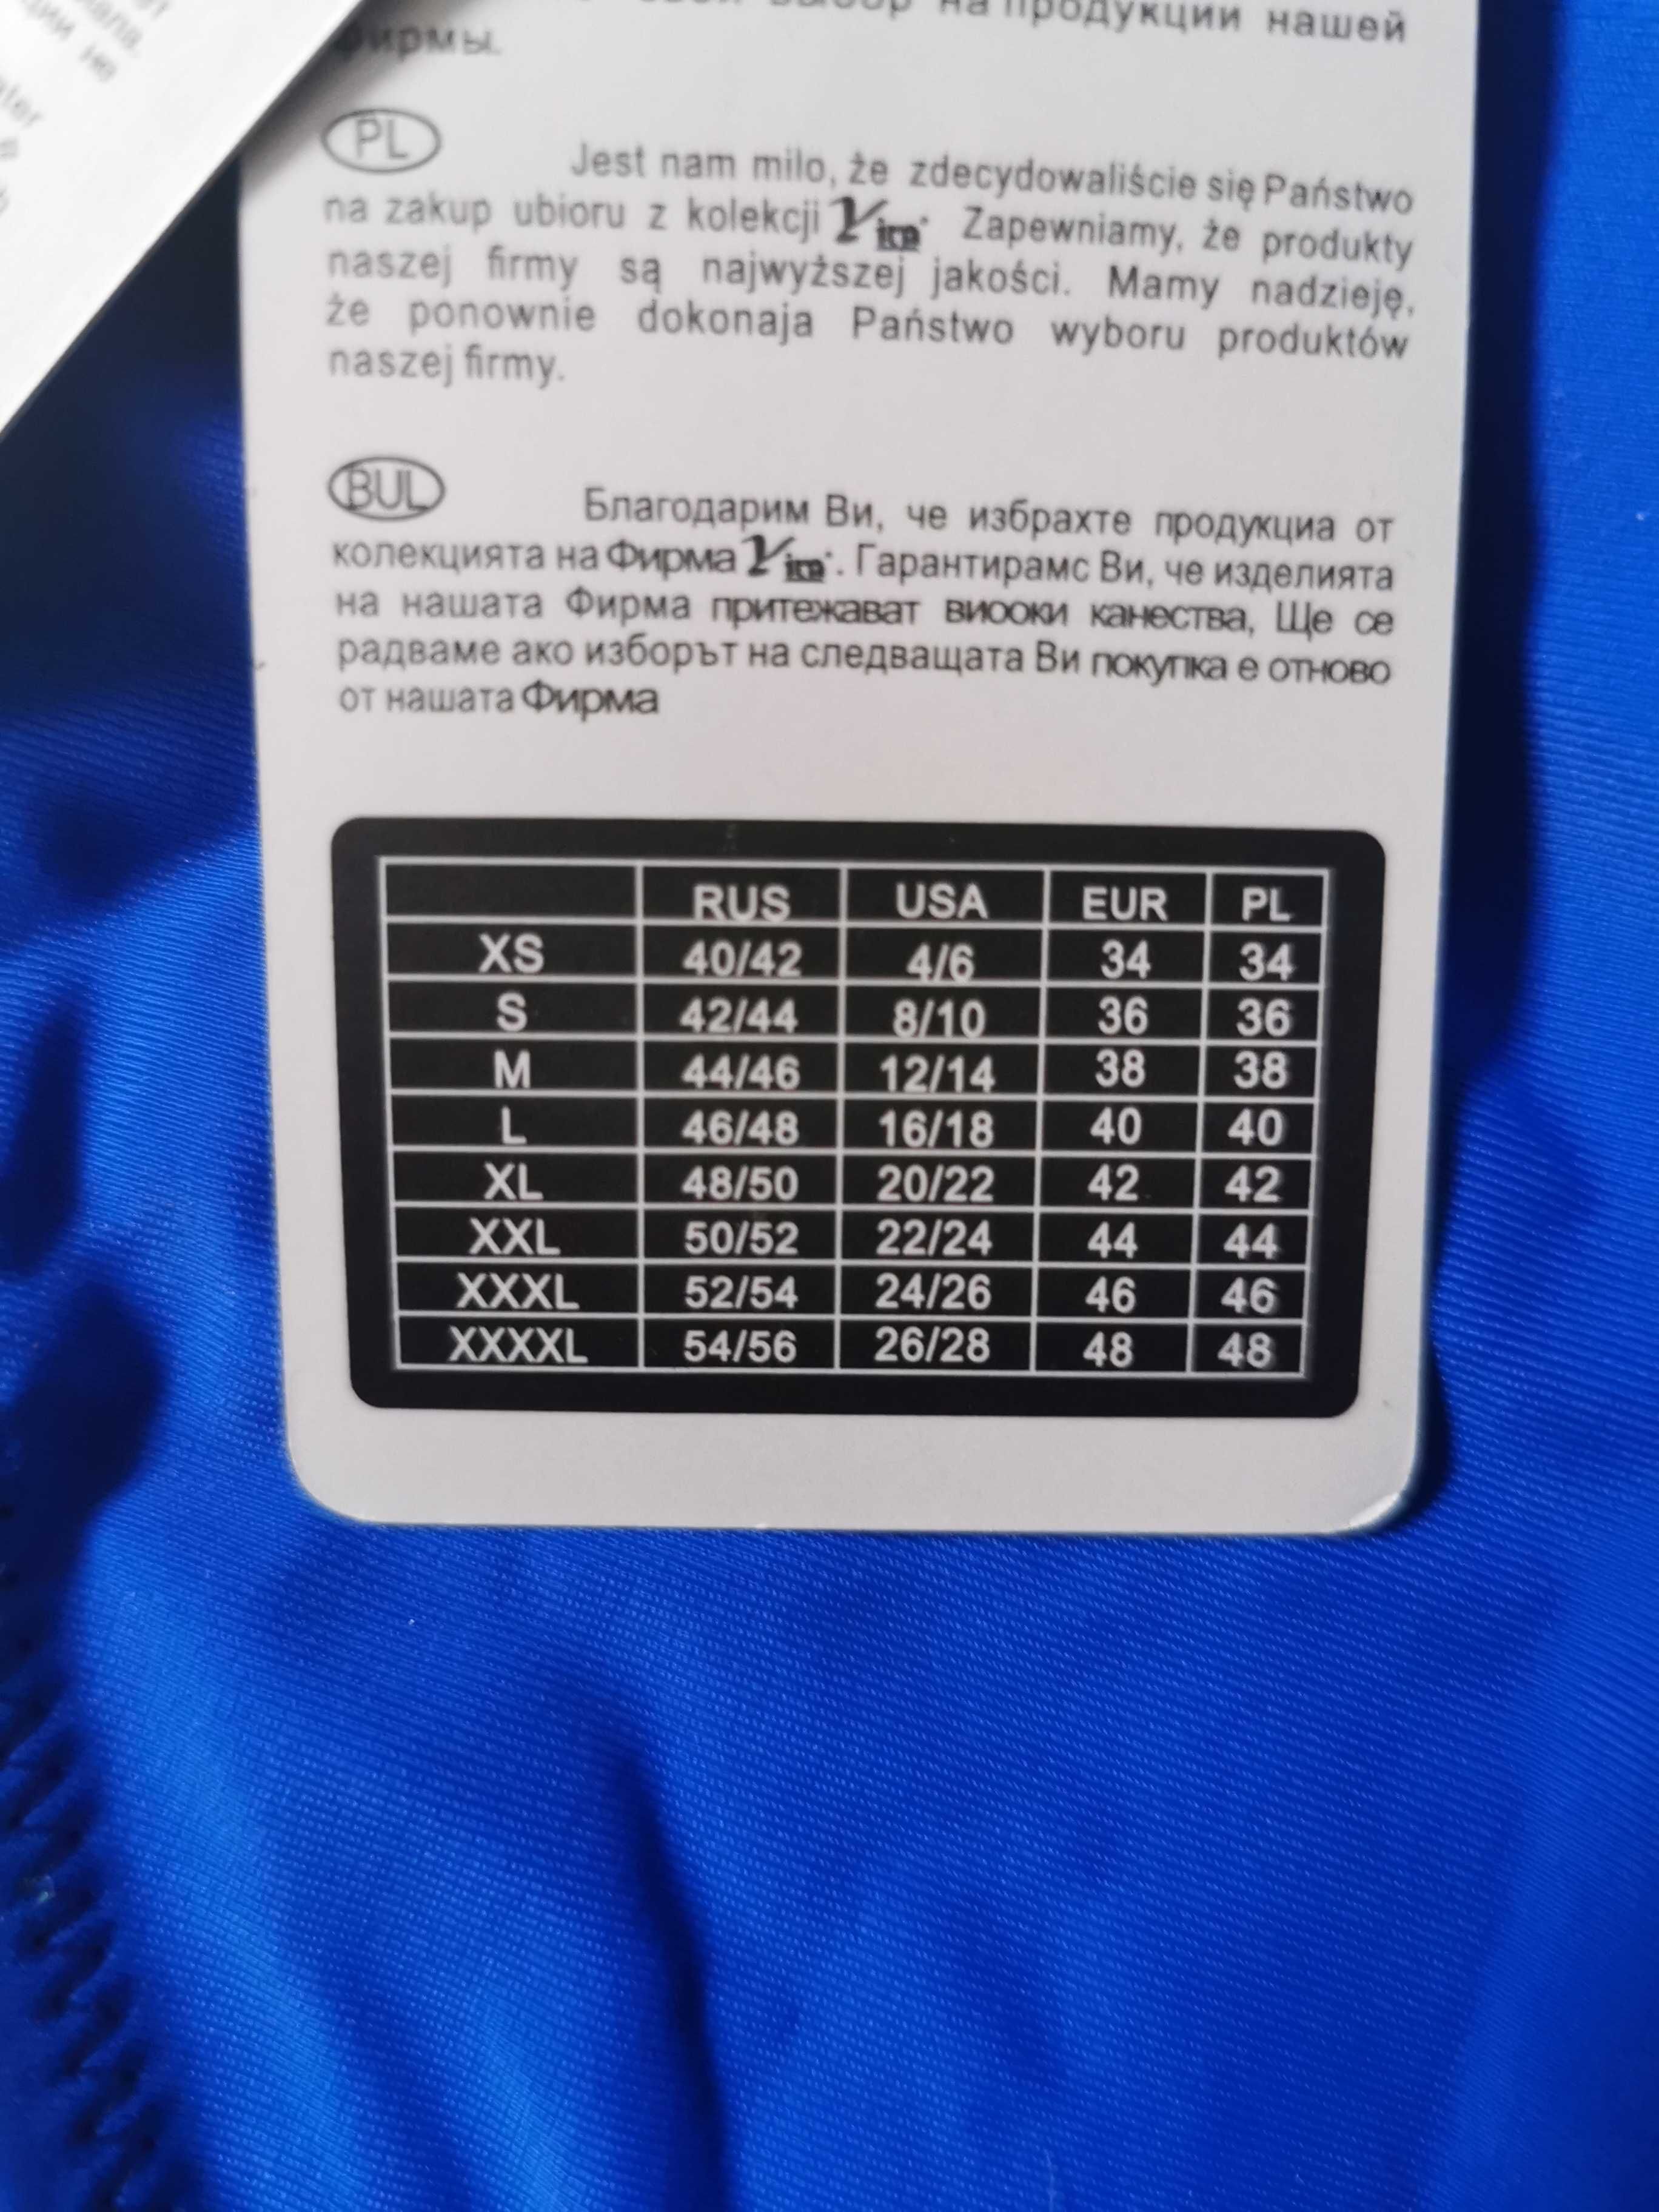 на продукции нашей
фирмы.
PL Jest nam milo, że zdecydowaliście się Państwo
na zakup ubioru z kolekcji Zapewniamy, że produkty
naszej firmy są najwyższej jakości. Mamy nadzieję,
że ponownie dokonaja Państwo wyboru produktów
naszej firmy.
BUL Благодарим Ви, че избрахте продукциа от
колекцията на Фирма . Гарантирамс Ви, че изделията
на нашата Фирма притежават виооки канества, Ще се
радваме ако изборът на следващата Ви покупка е отново
от нашата Фирма
RUS USA EUR PL
XS 40/42 4/6 34 34
S 42/44 8/10 36 36
M 44/46 12/14 38 38
L 46/48 16/18 40 40
XL 48/50 20/22 42 42
XXL 50/52 22/24 44 44
XXXL 52/54 24/26 46 46
XXXXL 54/56 26/28 48 48